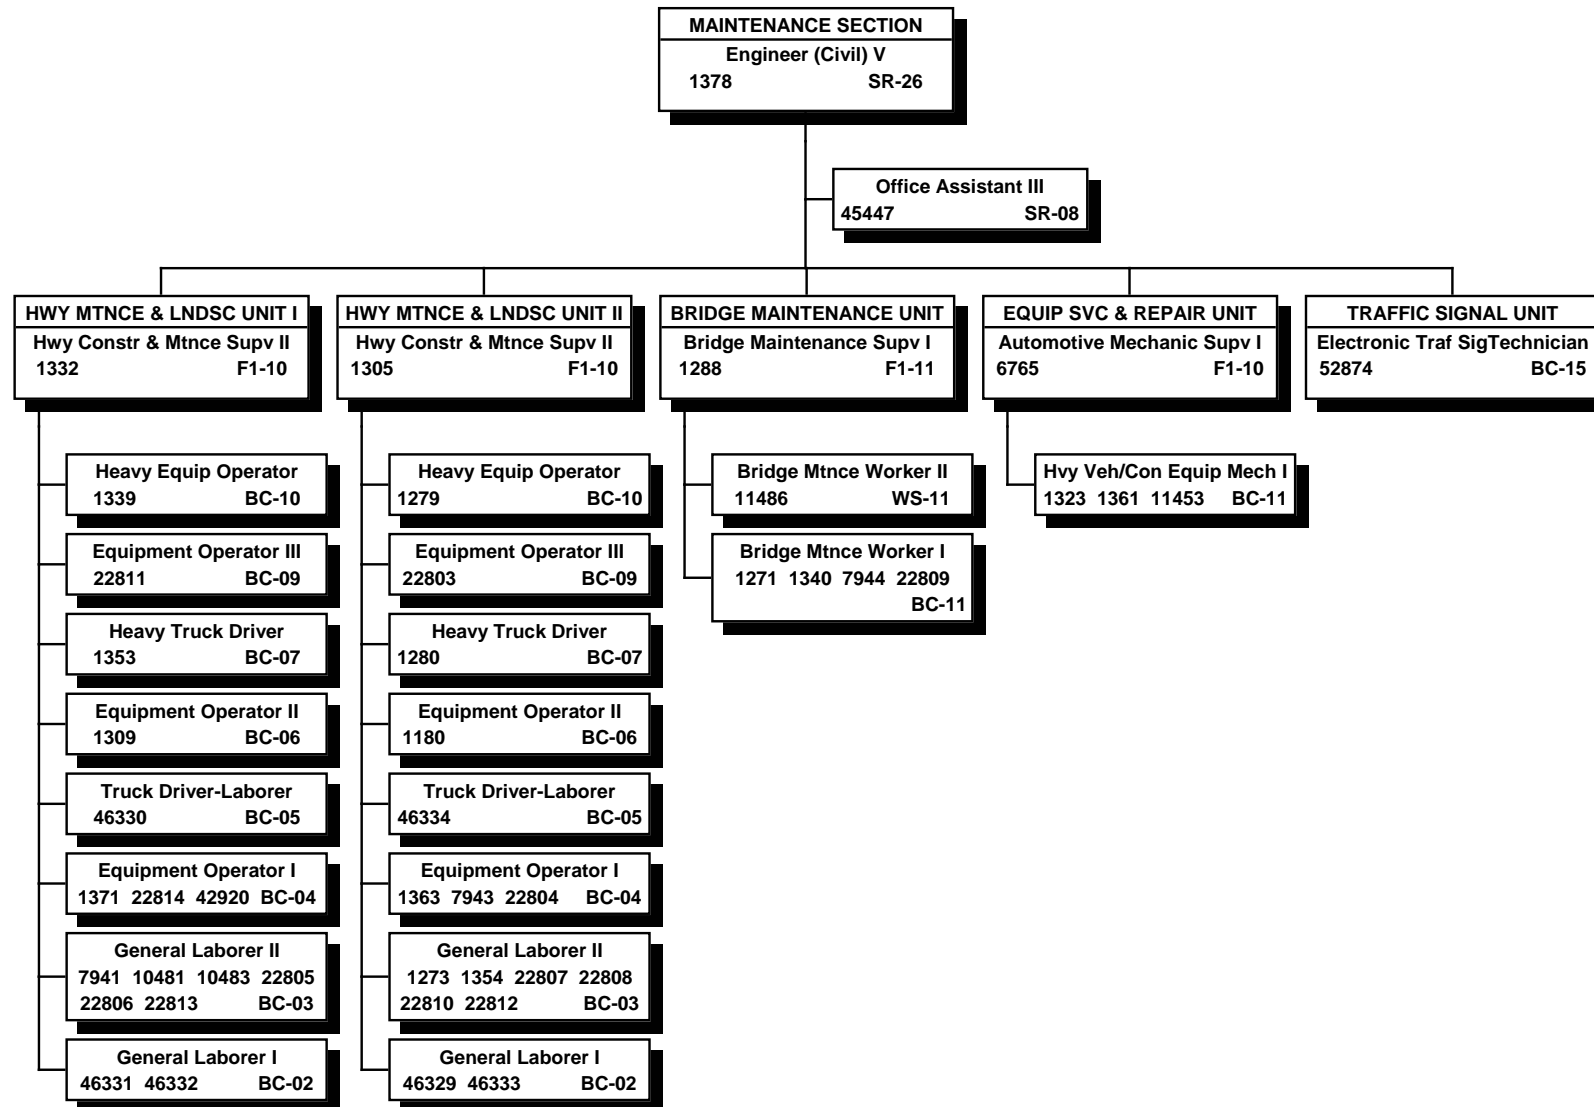 MAINTENANCE SECTION
Engineer (Civil) V
1378 SR-26
Office Assistant III
45447 SR-08
HWY MTNCE & LNDSC UNIT I
Hwy Constr & Mtnce Supv II
1332 F1-10
Heavy Equip Operator
1339 BC-10
Equipment Operator III
22811 BC-09
Heavy Truck Driver
1353 BC-07
Equipment Operator II
1309 BC-06
Truck Driver-Laborer
46330 BC-05
Equipment Operator I
1371 22814 42920 BC-04
General Laborer II
7941 10481 10483 22805
22806 22813 BC-03
General Laborer I
46331 46332 BC-02
HWY MTNCE & LNDSC UNIT II
Hwy Constr & Mtnce Supv II
1305 F1-10
Heavy Equip Operator
1279 BC-10
Equipment Operator III
22803 BC-09
Heavy Truck Driver
1280 BC-07
Equipment Operator II
1180 BC-06
Truck Driver-Laborer
46334 BC-05
Equipment Operator I
1363 7943 22804 BC-04
General Laborer II
1273 1354 22807 22808
22810 22812 BC-03
General Laborer I
46329 46333 BC-02
BRIDGE MAINTENANCE UNIT
Bridge Maintenance Supv I
1288 F1-11
Bridge Mtnce Worker II
11486 WS-11
Bridge Mtnce Worker I
1271 1340 7944 22809
BC-11
EQUIP SVC & REPAIR UNIT
Automotive Mechanic Supv I
6765 F1-10
Hvy Veh/Con Equip Mech I
1323 1361 11453 BC-11
TRAFFIC SIGNAL UNIT
Electronic Traf SigTechnician
52874 BC-15